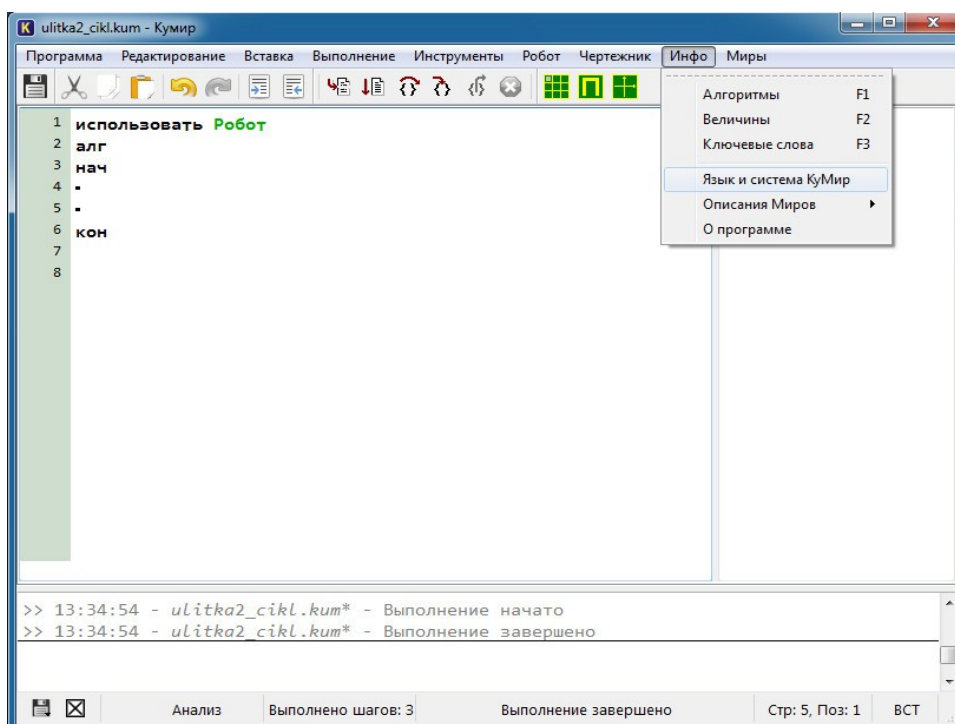 K ulitka2_cikl.kum - Кумир
Программа Редактирование Вставка Выполнение Инструменты Робот Чертежник Инфо Миры
Алгоритмы F1
Величины F2
Ключевые слова F3
Язык и система КуМир
Описания Миров
О программе
1 использовать Робот
2 алг
3 нач
4 .
5 .
6 кон
7
8
>> 13:34:54 - ulitka2_cikl.kum* - Выполнение начато
>> 13:34:54 - ulitka2_cikl.kum* - Выполнение завершено
Анализ Выполнено шагов: 3 Выполнение завершено Стр: 5, Поз: 1 ВСТ